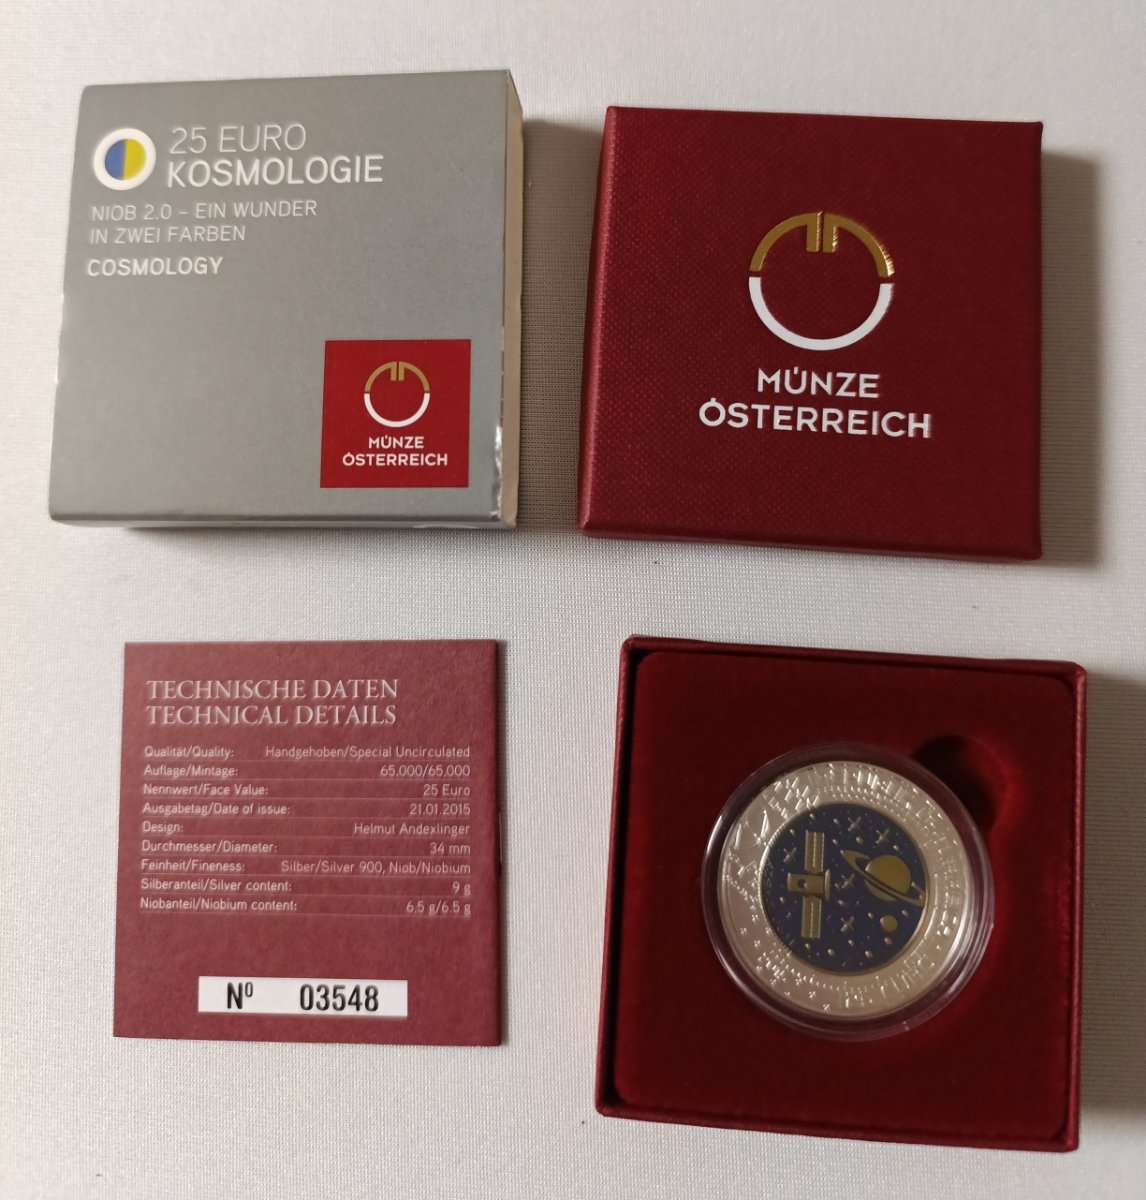 25 EURO
KOSMOLOGIE
NIOB 2.0 – EIN WUNDER
IN ZWEI FARBEN
COSMOLOGY
MÜNZE
ÖSTERREICH
MÜNZE
ÖSTERREICH
TECHNISCHE DATEN
TECHNICAL DETAILS
Qualität/Quality: Handgehoben/Special Uncirculated
Auflage/Mintage: 65.000/65,000
Nennwert/Face Value: 25 Euro
Ausgabetag/Date of issue: 21.01.2015
Design: Helmut Andexlinger
Durchmesser/Diameter: 34 mm
Feinheit/Fineness: Silber/Silver 900, Niob/Niobium
Silberanteil/Silver content: 9 g
Niobanteil/Niobium content: 6,5 g/6.5 g
Nº 03548